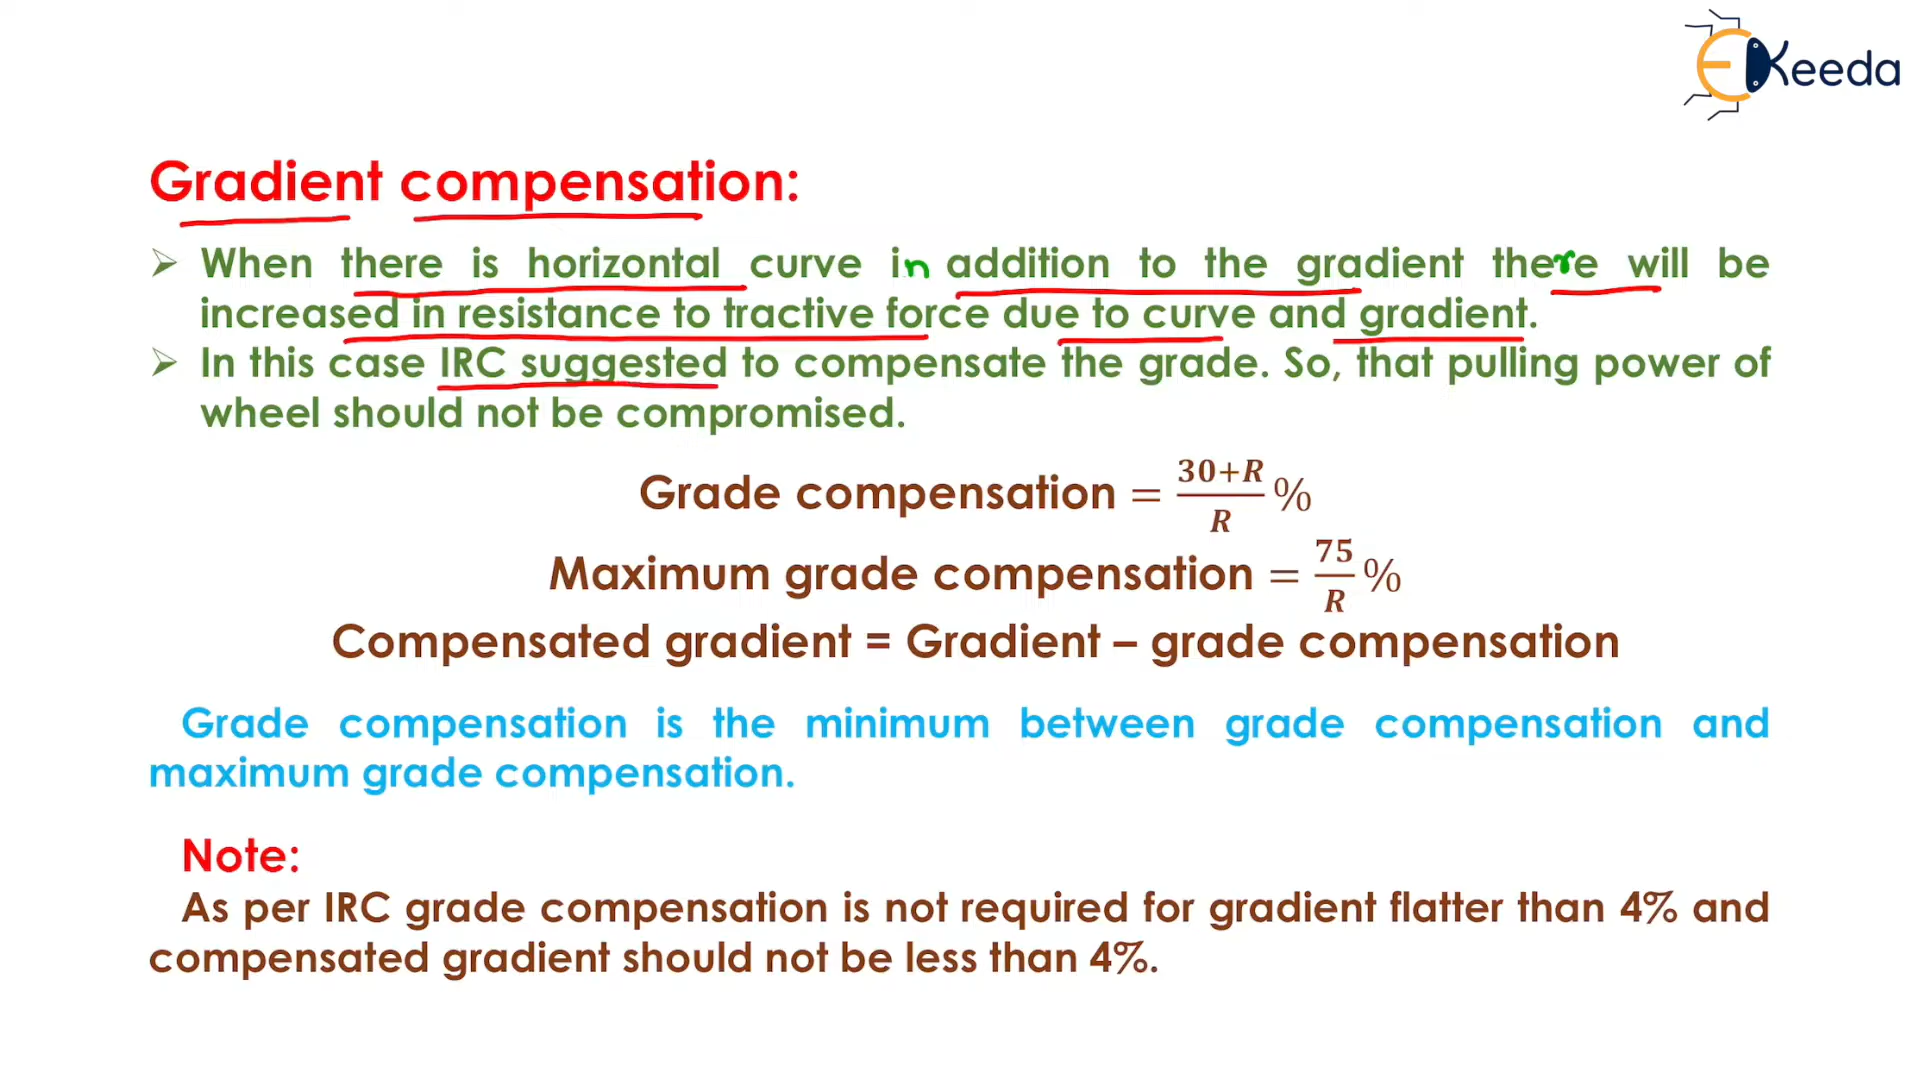 EKeeda
Gradient compensation:
➢ When there is horizontal curve in addition to the gradient there will be
increased in resistance to tractive force due to curve and gradient.
➢ In this case IRC suggested to compensate the grade. So, that pulling power of
wheel should not be compromised.
Grade compensation = (30+R)/R %
Maximum grade compensation = 75/R %
Compensated gradient = Gradient – grade compensation
Grade compensation is the minimum between grade compensation and
maximum grade compensation.
Note:
As per IRC grade compensation is not required for gradient flatter than 4% and
compensated gradient should not be less than 4%.